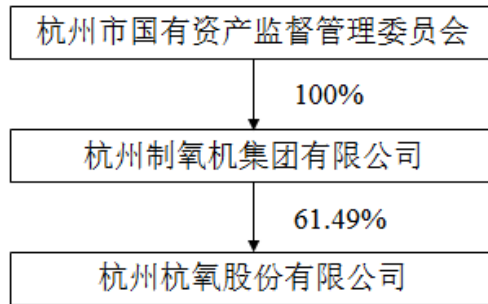 杭州市国有资产监督管理委员会
100%
杭州制氧机集团有限公司
61.49%
杭州杭氧股份有限公司